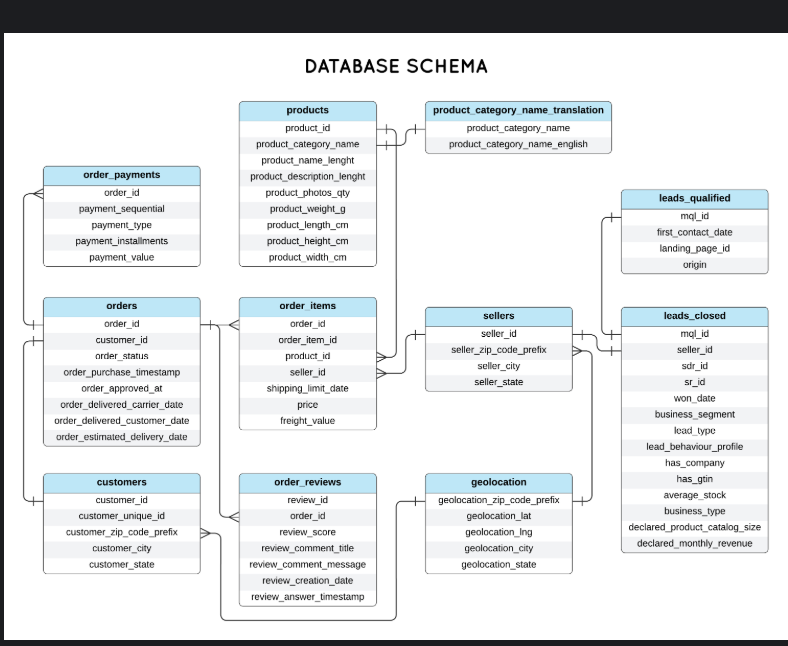 DATABASE SCHEMA
products
product_id
product_category_name
product_name_lenght
product_description_lenght
product_photos_qty
product_weight_g
product_length_cm
product_height_cm
product_width_cm
product_category_name_translation
product_category_name
product_category_name_english
order_payments
order_id
payment_sequential
payment_type
payment_installments
payment_value
leads_qualified
mql_id
first_contact_date
landing_page_id
origin
orders
order_id
customer_id
order_status
order_purchase_timestamp
order_approved_at
order_delivered_carrier_date
order_delivered_customer_date
order_estimated_delivery_date
order_items
order_id
order_item_id
product_id
seller_id
shipping_limit_date
price
freight_value
sellers
seller_id
seller_zip_code_prefix
seller_city
seller_state
leads_closed
mql_id
seller_id
sdr_id
sr_id
won_date
business_segment
lead_type
lead_behaviour_profile
has_company
has_gtin
average_stock
business_type
declared_product_catalog_size
declared_monthly_revenue
customers
customer_id
customer_unique_id
customer_zip_code_prefix
customer_city
customer_state
order_reviews
review_id
order_id
review_score
review_comment_title
review_comment_message
review_creation_date
review_answer_timestamp
geolocation
geolocation_zip_code_prefix
geolocation_lat
geolocation_lng
geolocation_city
geolocation_state